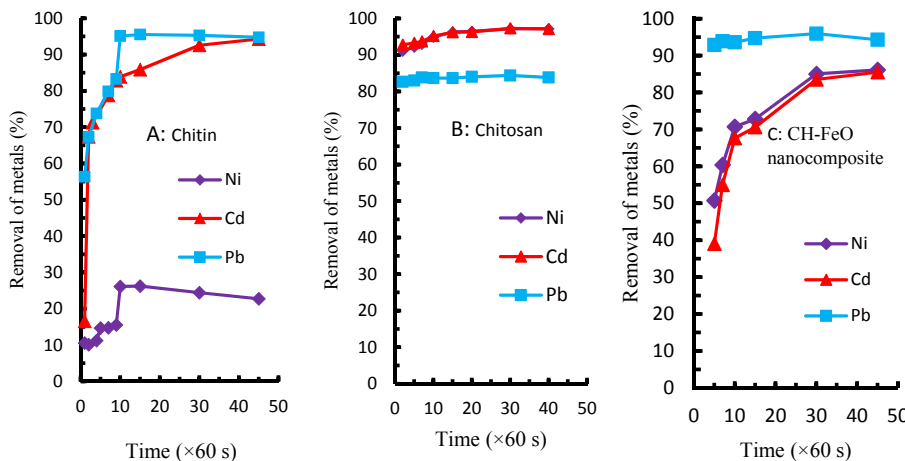 Removal of metals (%)
100
90
80
70
60
50
40
30
20
10
0
A: Chitin
Ni
Cd
Pb
0 10 20 30 40 50
Time (×60 s)
Removal of metals (%)
100
90
80
70
60
50
40
30
20
10
0
B: Chitosan
Ni
Cd
Pb
0 10 20 30 40 50
Time (×60 s)
Removal of metals (%)
100
90
80
70
60
50
40
30
20
10
0
C: CH-FeO
nanocomposite
Ni
Cd
Pb
0 10 20 30 40 50
Time (×60 s)